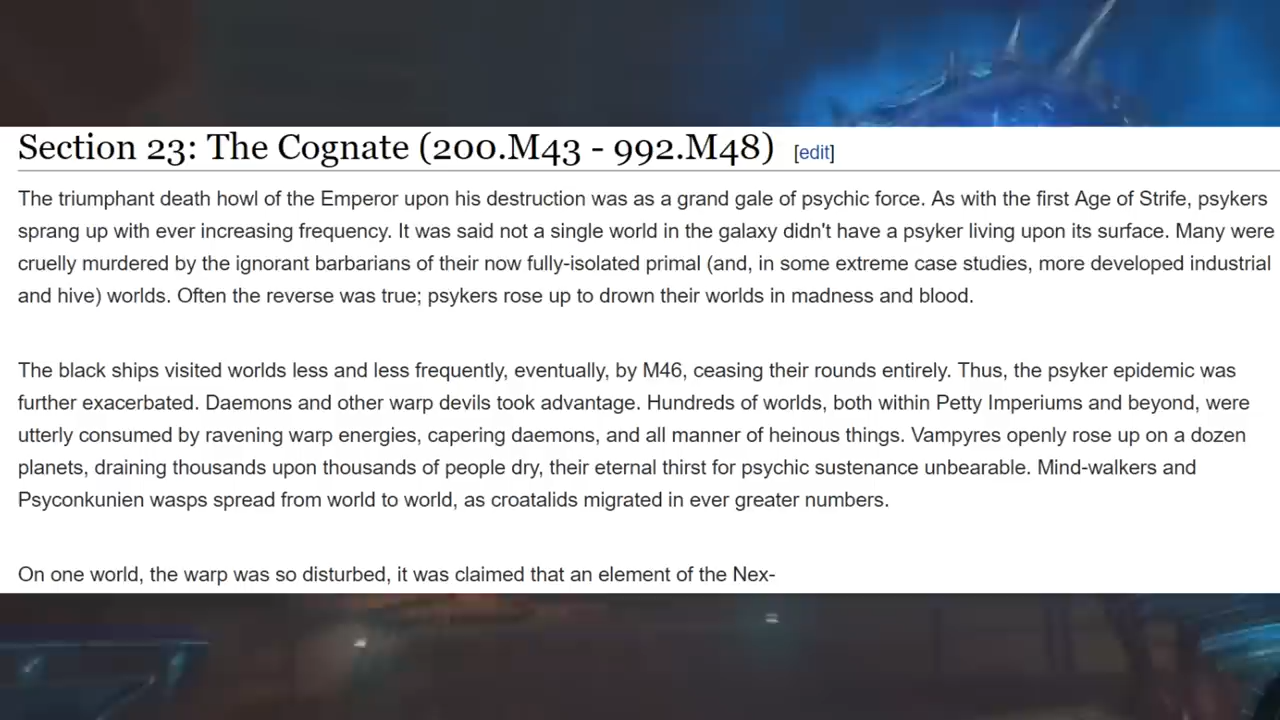 Section 23: The Cognate (200.M43 - 992.M48) [edit]
The triumphant death howl of the Emperor upon his destruction was as a grand gale of psychic force. As with the first Age of Strife, psykers
sprang up with ever increasing frequency. It was said not a single world in the galaxy didn't have a psyker living upon its surface. Many were
cruelly murdered by the ignorant barbarians of their now fully-isolated primal (and, in some extreme case studies, more developed industrial
and hive) worlds. Often the reverse was true; psykers rose up to drown their worlds in madness and blood.
The black ships visited worlds less and less frequently, eventually, by M46, ceasing their rounds entirely. Thus, the psyker epidemic was
further exacerbated. Daemons and other warp devils took advantage. Hundreds of worlds, both within Petty Imperiums and beyond, were
utterly consumed by ravening warp energies, capering daemons, and all manner of heinous things. Vampyres openly rose up on a dozen
planets, draining thousands upon thousands of people dry, their eternal thirst for psychic sustenance unbearable. Mind-walkers and
Psyconkunien wasps spread from world to world, as croatalids migrated in ever greater numbers.
On one world, the warp was so disturbed, it was claimed that an element of the Nex-